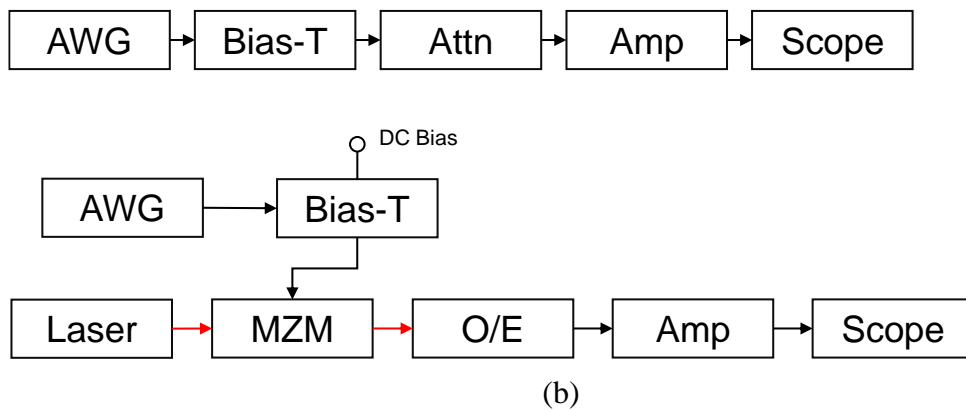 AWG Bias-T Attn Amp Scope
DC Bias
AWG Bias-T
Laser MZM O/E Amp Scope
(b)